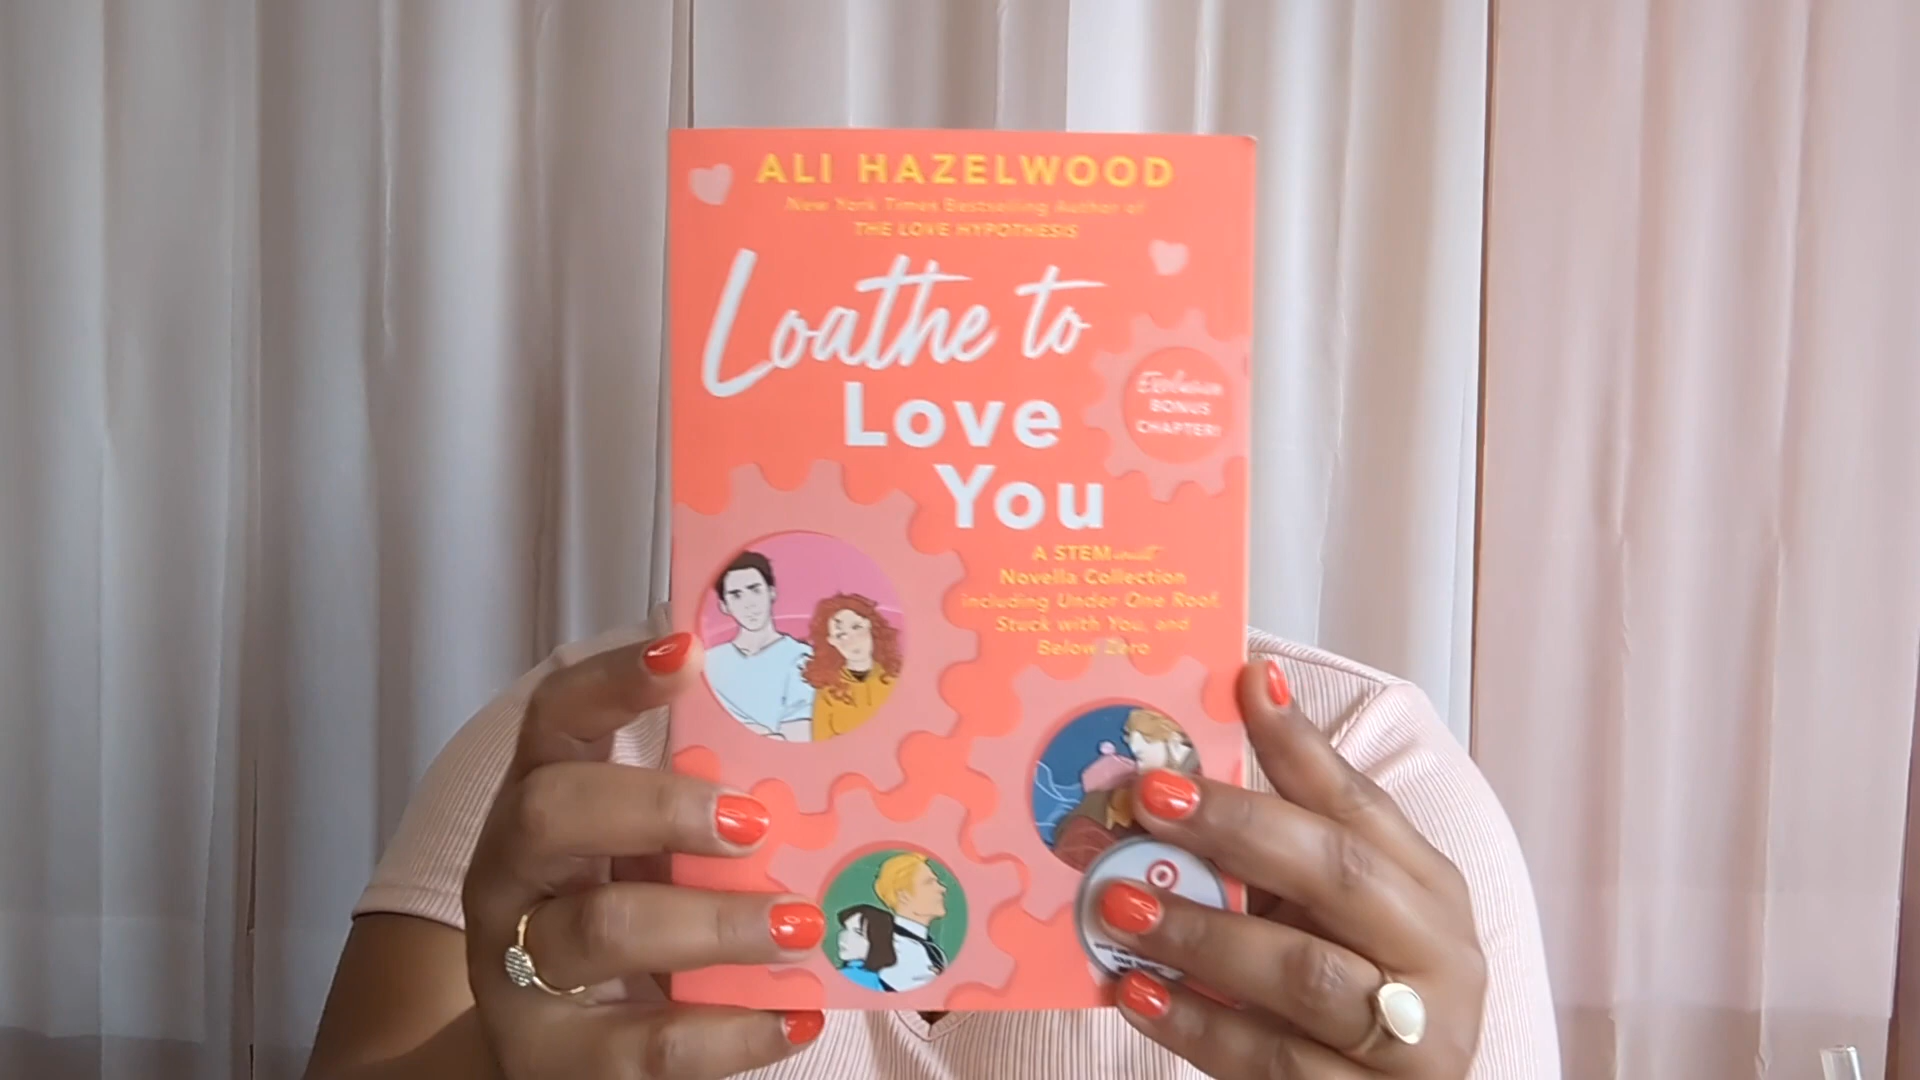 ALI HAZELWOOD
New York Times Bestselling Author of
THE LOVE HYPOTHESIS
Loathe to
Love
You
Exclusive
BONUS
CHAPTER!
A STEMinist
Novella Collection
including Under One Roof,
Stuck with You, and
Below Zero